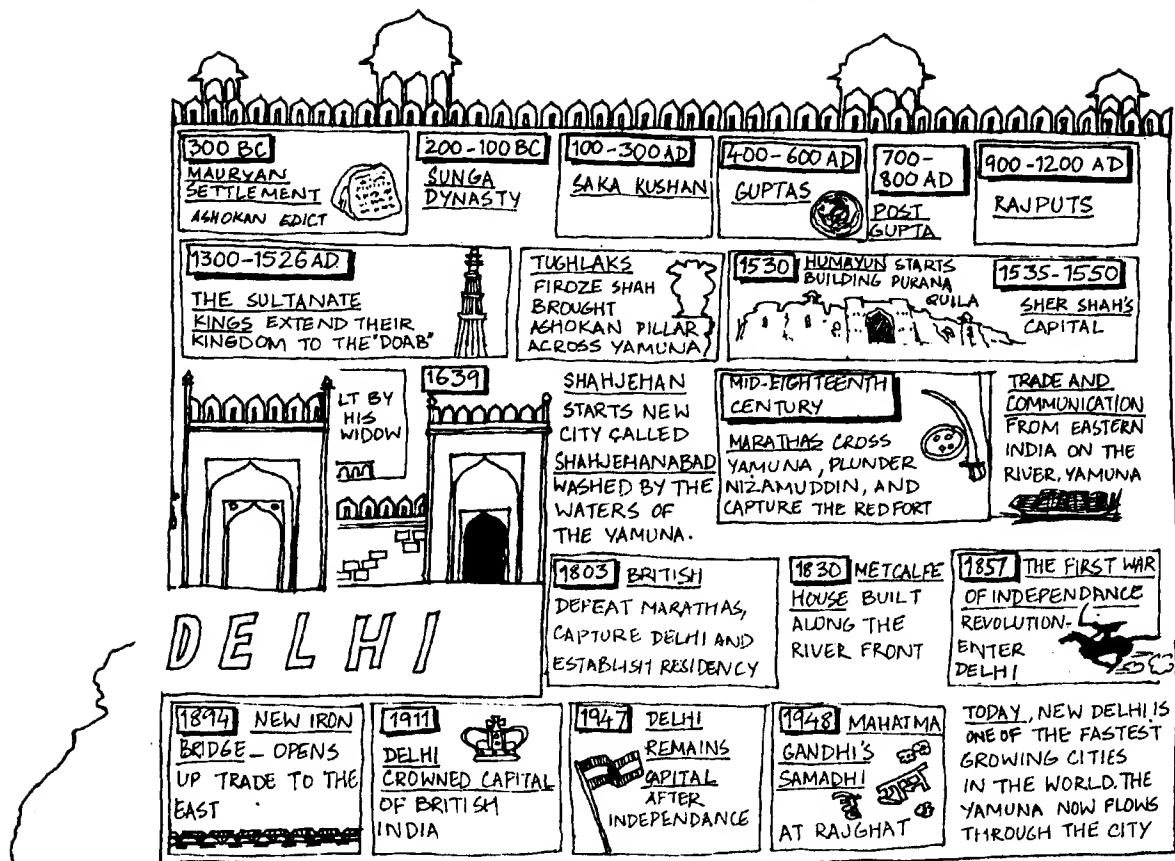 300 BC
MAURYAN
SETTLEMENT
ASHOKAN EDICT
200-100 BC
SUNGA
DYNASTY
100-300 AD
SAKA KUSHAN
400-600 AD
GUPTAS
700-
800 AD
POST
GUPTA
900-1200 AD
RAJPUTS
1300-1526 AD
THE SULTANATE
KINGS EXTEND THEIR
KINGDOM TO THE "DOAB"
TUGHLAKS
FIROZE SHAH
BROUGHT
ASHOKAN PILLAR
ACROSS YAMUNA
1530 HUMAYUN STARTS
BUILDING PURANA
QUILA
1535-1550
SHER SHAH'S
CAPITAL
LT BY
HIS
WIDOW
1639
SHAHJEHAN
STARTS NEW
CITY CALLED
SHAHJEHANABAD
WASHED BY THE
WATERS OF
THE YAMUNA.
MID-EIGHTEENTH
CENTURY
MARATHAS CROSS
YAMUNA, PLUNDER
NIZAMUDDIN, AND
CAPTURE THE RED FORT
TRADE AND
COMMUNICATION
FROM EASTERN
INDIA ON THE
RIVER, YAMUNA
DELHI
1803 BRITISH
DEFEAT MARATHAS,
CAPTURE DELHI AND
ESTABLISH RESIDENCY
1830 METCALFE
HOUSE BUILT
ALONG THE
RIVER FRONT
1857 THE FIRST WAR
OF INDEPENDANCE
REVOLUTION-
ENTER
DELHI
1894 NEW IRON
BRIDGE - OPENS
UP TRADE TO THE
EAST
1911
DELHI
CROWNED CAPITAL
OF BRITISH
INDIA
1947 DELHI
REMAINS
CAPITAL
AFTER
INDEPENDANCE
1948 MAHATMA
GANDHI'S
SAMADHI
AT RAJGHAT
TODAY, NEW DELHI IS
ONE OF THE FASTEST
GROWING CITIES
IN THE WORLD. THE
YAMUNA NOW FLOWS
THROUGH THE CITY